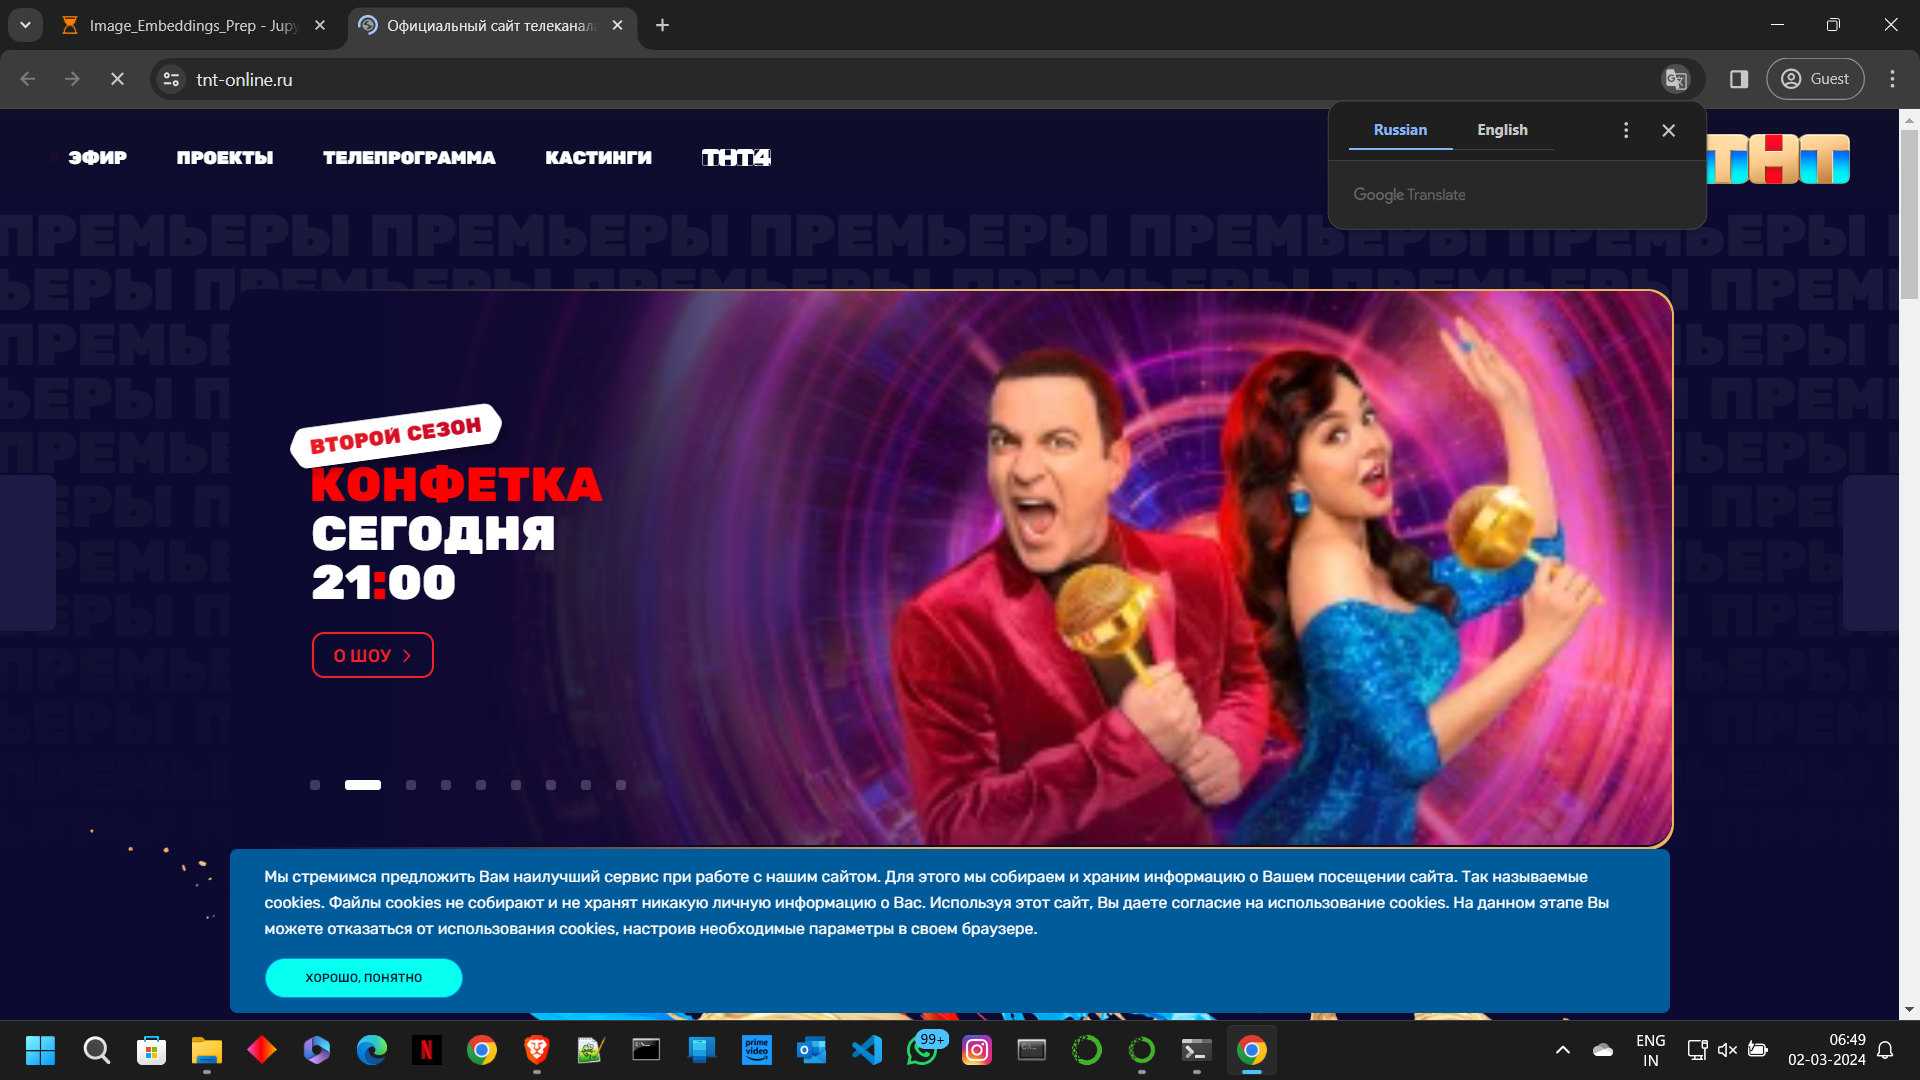 Image_Embeddings_Prep - Jupy
Официальный сайт телеканала
tnt-online.ru
Guest
Russian
English
Google Translate
ЭФИР
ПРОЕКТЫ
ТЕЛЕПРОГРАММА
КАСТИНГИ
ТНТ4
ТНТ
ПРЕМЬЕРЫ ПРЕМЬЕРЫ ПРЕМЬЕРЫ ПРЕМЬЕРЫ ПРЕМЬЕРЫ
ВТОРОЙ СЕЗОН
КОНФЕТКА
СЕГОДНЯ
21:00
О ШОУ
Мы стремимся предложить Вам наилучший сервис при работе с нашим сайтом. Для этого мы собираем и храним информацию о Вашем посещении сайта. Так называемые
cookies. Файлы cookies не собирают и не хранят никакую личную информацию о Вас. Используя этот сайт, Вы даете согласие на использование cookies. На данном этапе Вы
можете отказаться от использования cookies, настроив необходимые параметры в своем браузере.
ХОРОШО, ПОНЯТНО
prime
video
99+
ENG
IN
06:49
02-03-2024